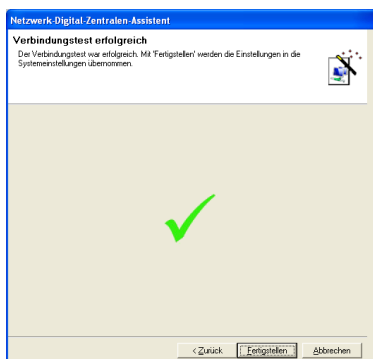 Netzwerk-Digital-Zentralen-Assistent
Verbindungstest erfolgreich
Der Verbindungstest war erfolgreich. Mit 'Fertigstellen' werden die Einstellungen in die
Systemeinstellungen übernommen.
< Zurück
Fertigstellen
Abbrechen